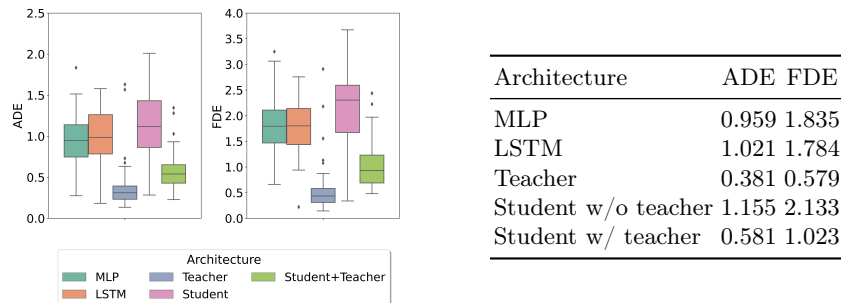 2.5
2.0
1.5
1.0
0.5
0.0
ADE
4.0
3.5
3.0
2.5
2.0
1.5
1.0
0.5
0.0
FDE
Architecture
MLP Teacher Student+Teacher
LSTM Student
Architecture ADE FDE
MLP 0.959 1.835
LSTM 1.021 1.784
Teacher 0.381 0.579
Student w/o teacher 1.155 2.133
Student w/ teacher 0.581 1.023